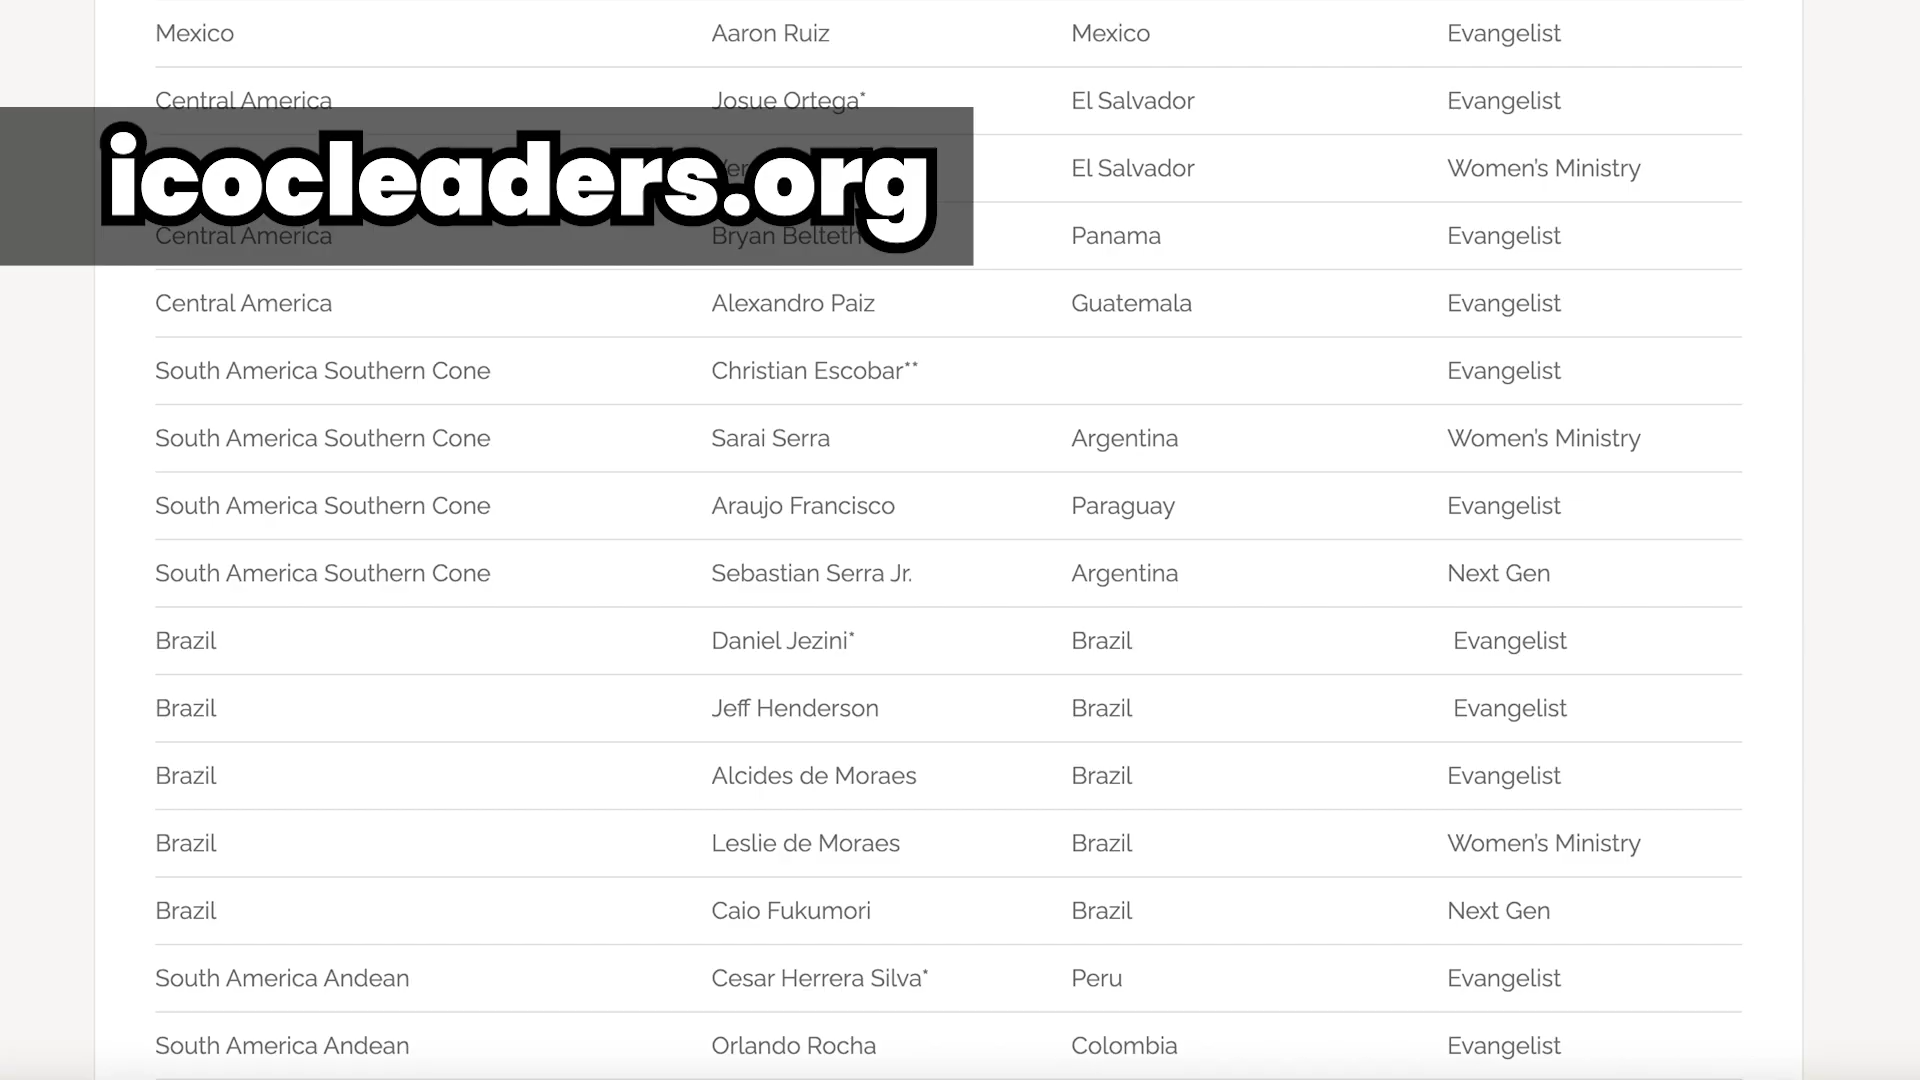 Mexico Aaron Ruiz Mexico Evangelist
Central America Josue Ortega* El Salvador Evangelist
icocleaders.org
El Salvador Women's Ministry
Central America Bryan Panama Evangelist
Central America Alexandro Paiz Guatemala Evangelist
South America Southern Cone Christian Escobar** Evangelist
South America Southern Cone Sarai Serra Argentina Women's Ministry
South America Southern Cone Araujo Francisco Paraguay Evangelist
South America Southern Cone Sebastian Serra Jr. Argentina Next Gen
Brazil Daniel Jezini* Brazil Evangelist
Brazil Jeff Henderson Brazil Evangelist
Brazil Alcides de Moraes Brazil Evangelist
Brazil Leslie de Moraes Brazil Women's Ministry
Brazil Caio Fukumori Brazil Next Gen
South America Andean Cesar Herrera Silva* Peru Evangelist
South America Andean Orlando Rocha Colombia Evangelist